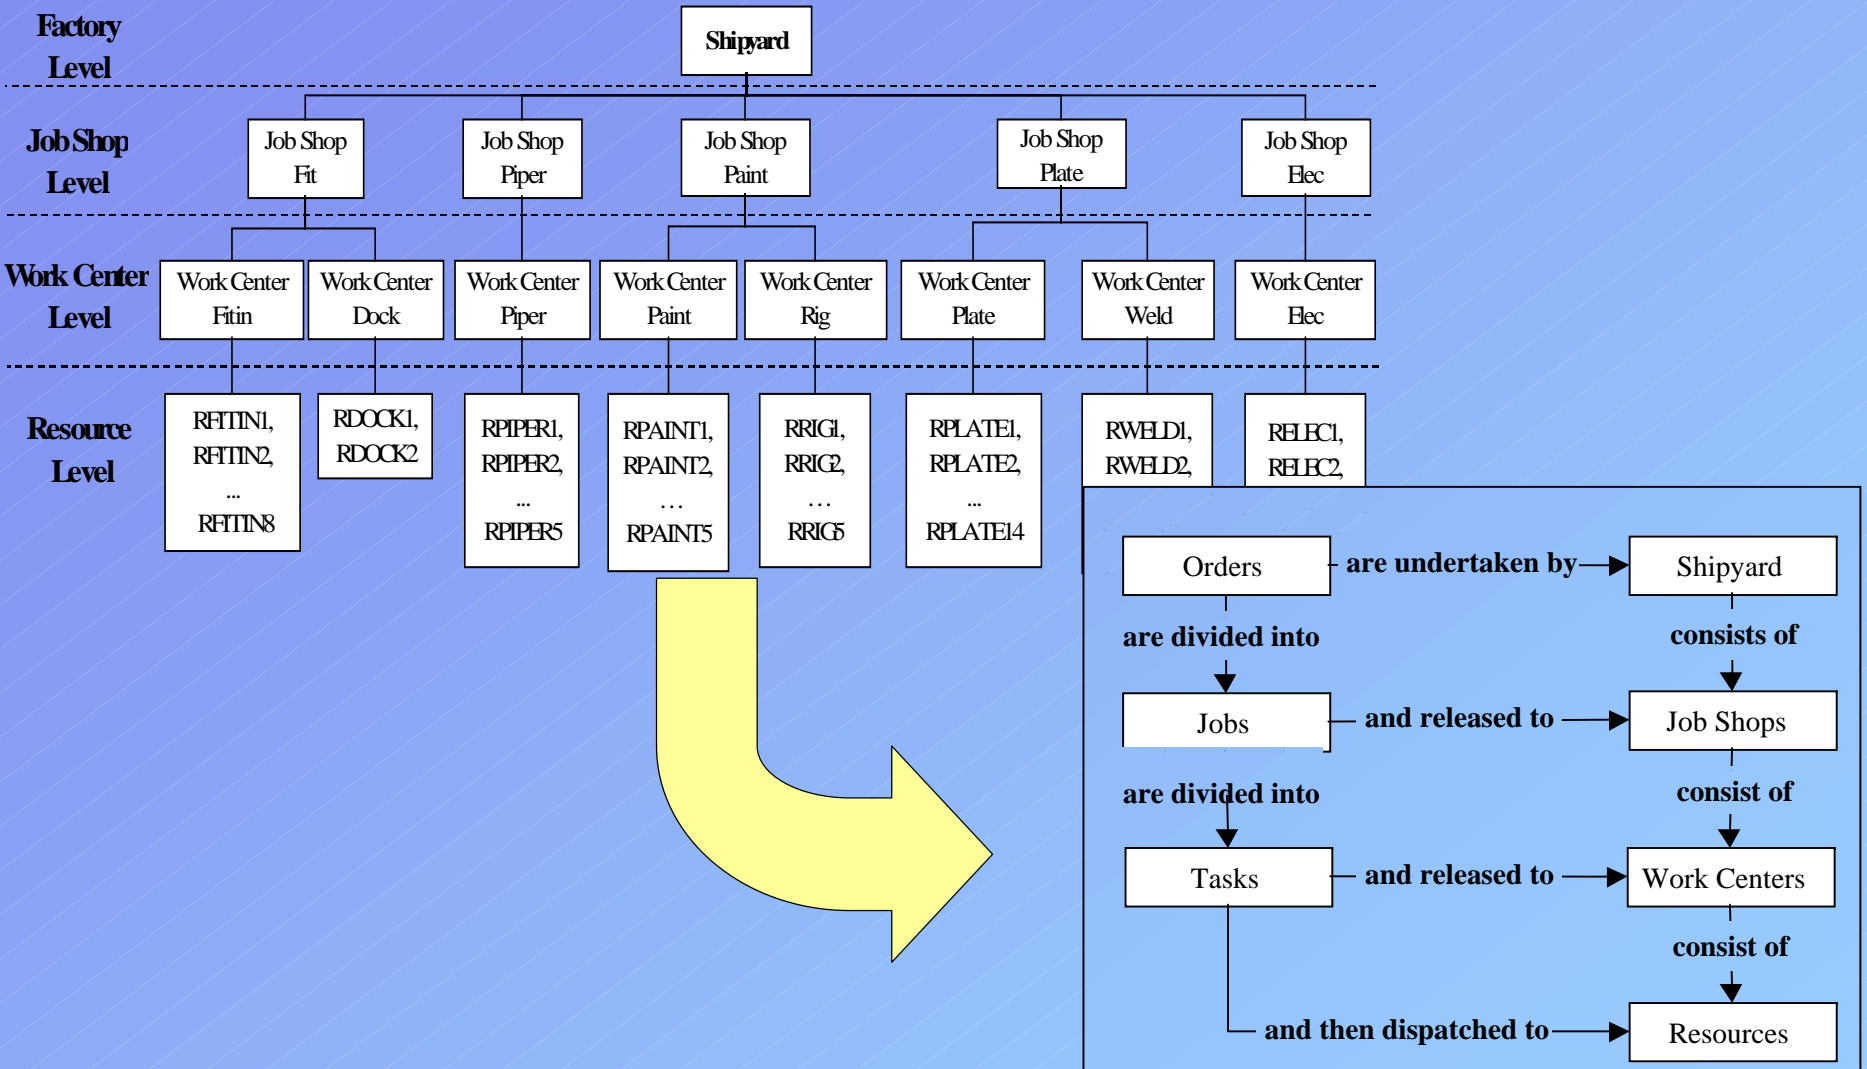 Factory
Level
Shipyard
Job Shop
Level
Job Shop
Fit
Job Shop
Piper
Job Shop
Paint
Job Shop
Plate
Job Shop
Elec
Work Center
Level
Work Center
Fitin
Work Center
Dock
Work Center
Piper
Work Center
Paint
Work Center
Rig
Work Center
Plate
Work Center
Weld
Work Center
Elec
Resource
Level
RFITIN1,
RFITIN2,
...
RFITIN8
RDOCK1,
RDOCK2
RPIPER1,
RPIPER2,
...
RPIPER5
RPAINT1,
RPAINT2,
…
RPAINT5
RRIG1,
RRIG2,
…
RRIG5
RPLATE1,
RPLATE2,
...
RPLATE14
RWELD1,
RWELD2,
RELEC1,
RELEC2,
Orders
are undertaken by
Shipyard
are divided into
consists of
Jobs
and released to
Job Shops
are divided into
consist of
Tasks
and released to
Work Centers
consist of
and then dispatched to
Resources